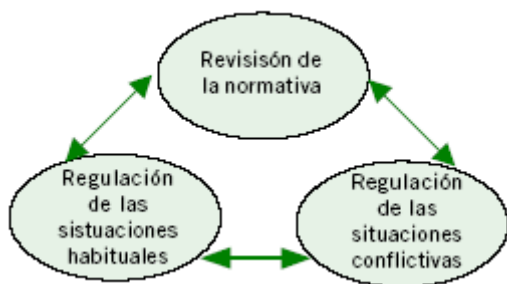 Revisisón de
la normativa
Regulación
de las
sistuaciones
habituales
Regulación
de las
situaciones
conflictivas